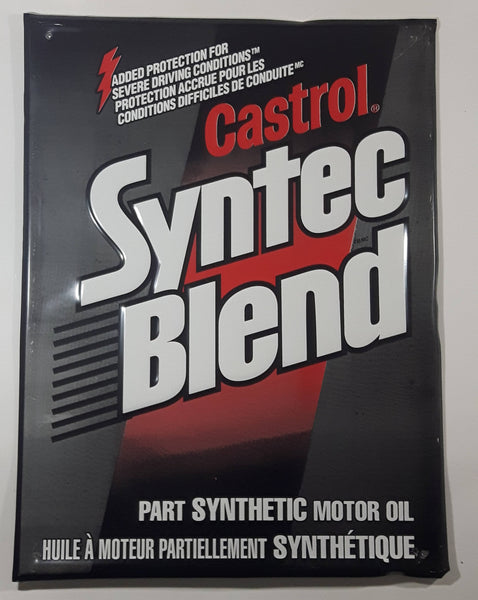 ADDED PROTECTION FOR
SEVERE DRIVING CONDITIONS™
PROTECTION ACCRUE POUR LES
CONDITIONS DIFFICILES DE CONDUITE MC
Castrol®
Syntec
Blend
PART SYNTHETIC MOTOR OIL
HUILE À MOTEUR PARTIELLEMENT SYNTHÉTIQUE